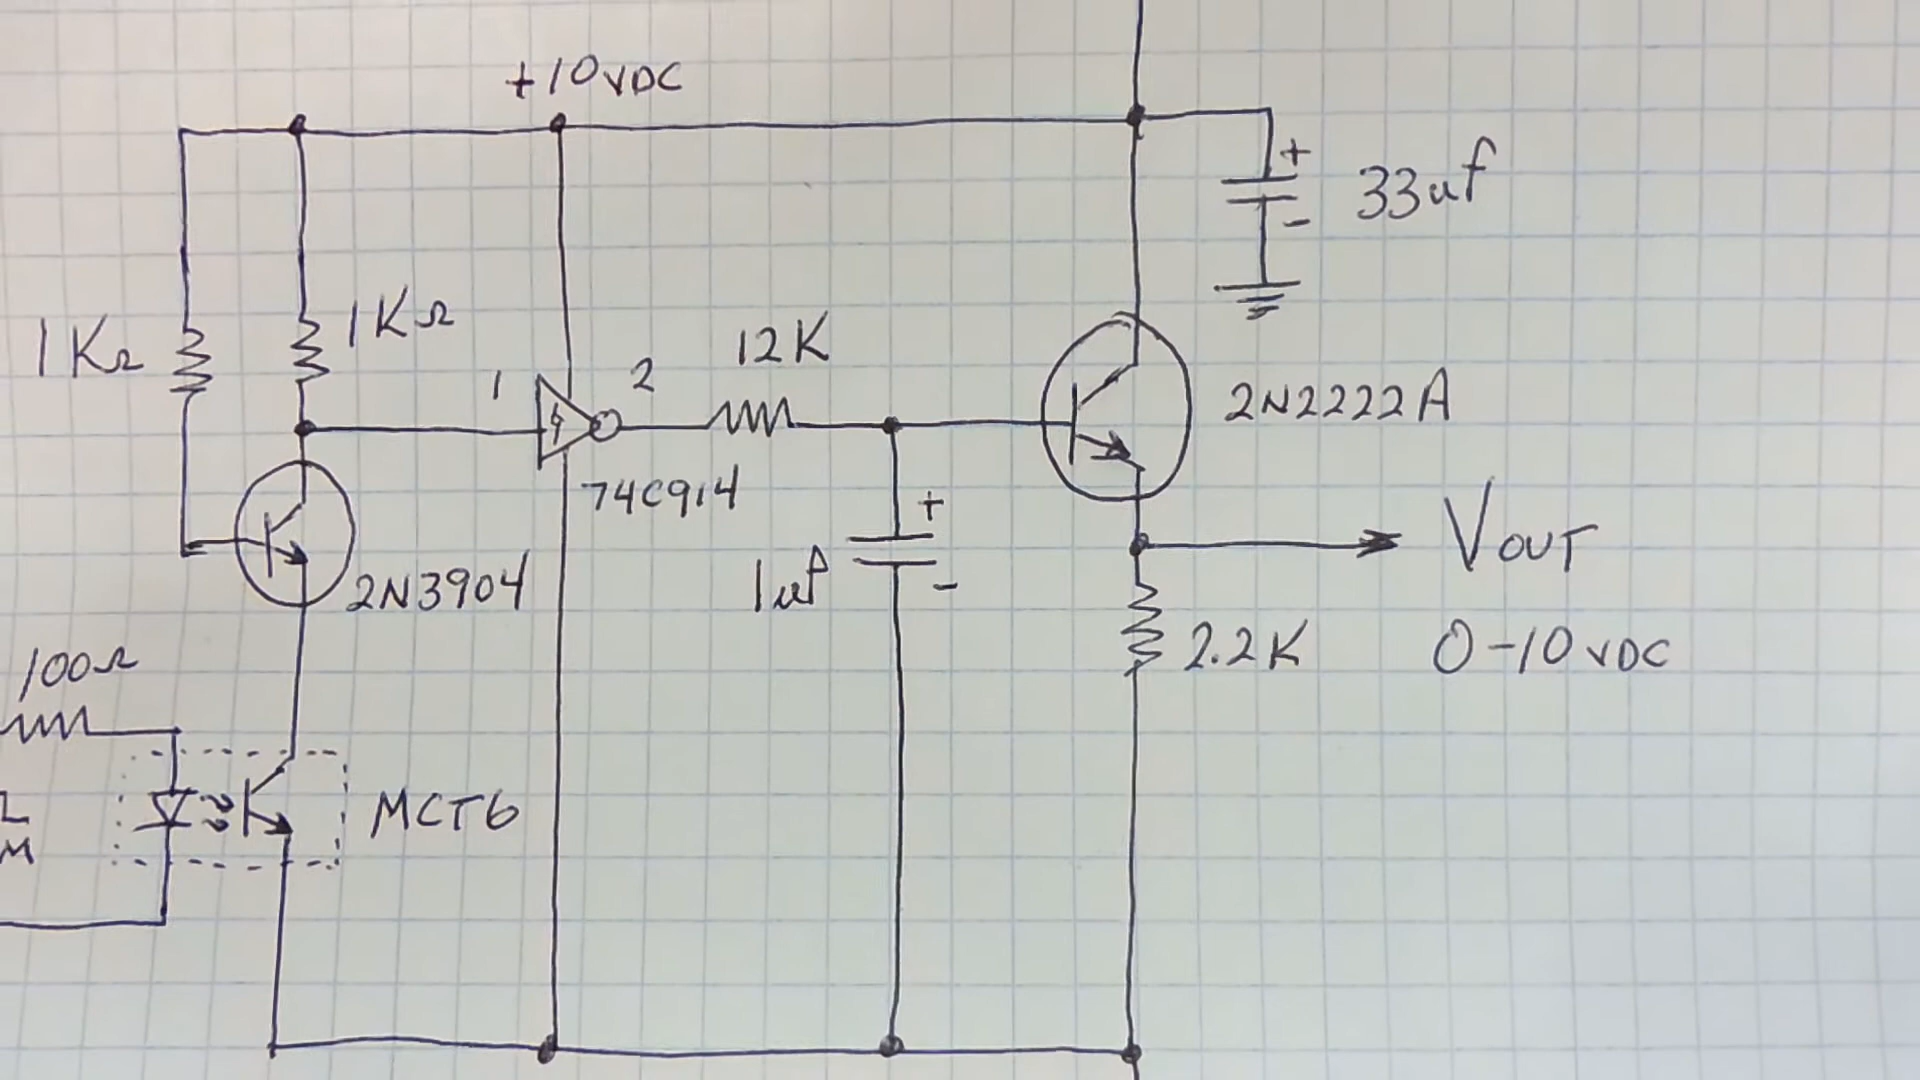 +10VDC
+
33uf
-
1KΩ
1KΩ
1
2
12K
2N2222A
74C914
+
1uf
-
2N3904
VOUT
100Ω
2.2K
0-10VDC
MCT6